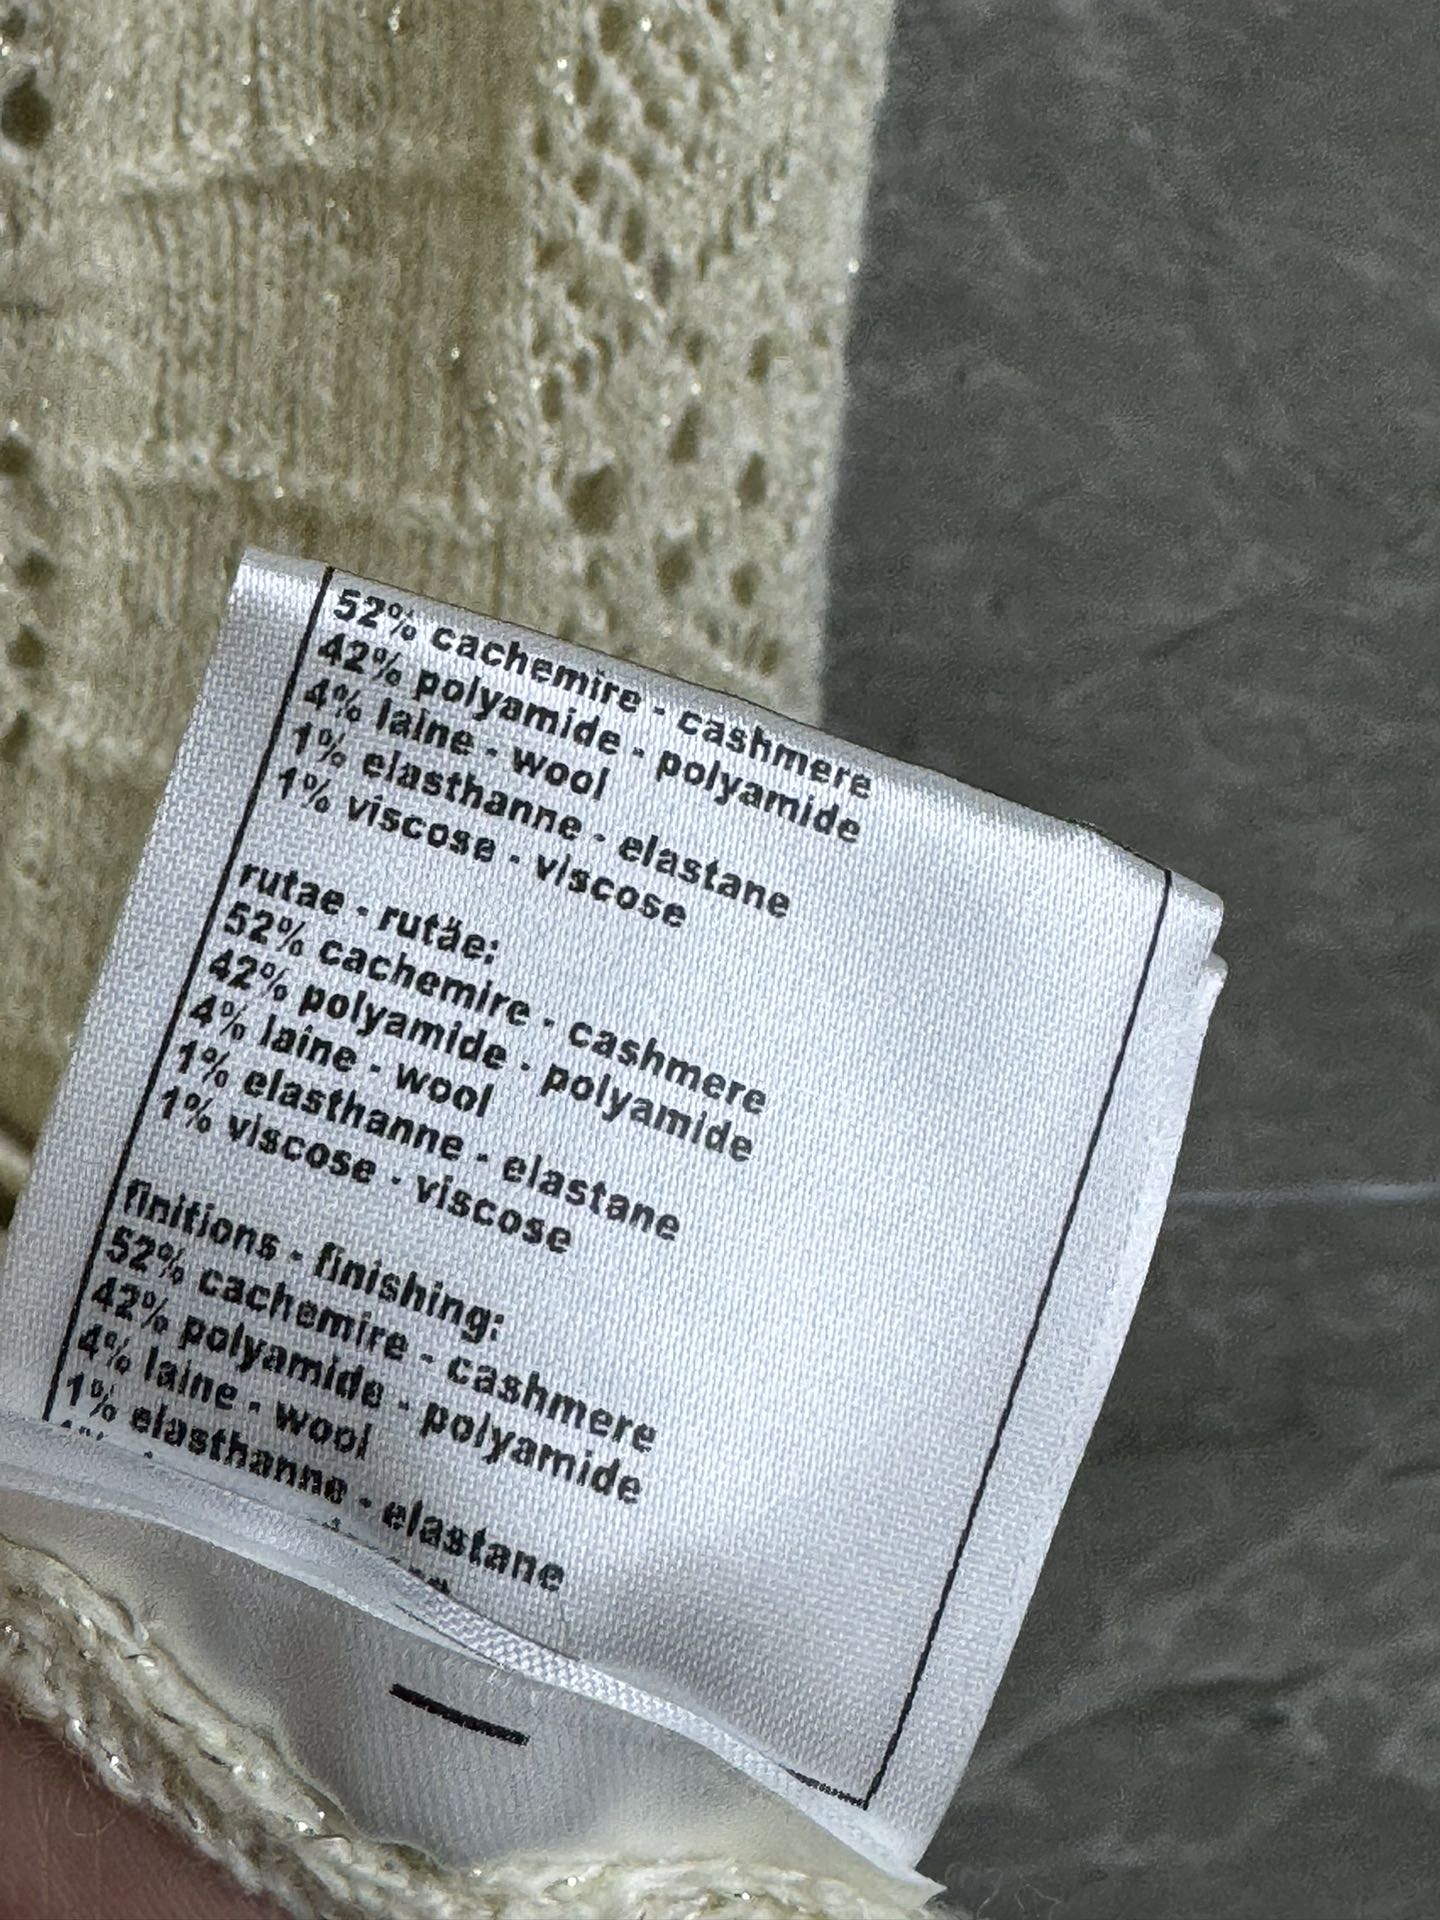 52% cachemire - cashmere
42% polyamide - polyamide
4% laine - wool
1% elasthanne - elastane
1% viscose - viscose
rutae - rutäe:
52% cachemire - cashmere
42% polyamide - polyamide
4% laine - wool
1% elasthanne - elastane
1% viscose - viscose
finitions - finishing:
52% cachemire - cashmere
42% polyamide - polyamide
4% laine - wool
1% elasthanne - elastane